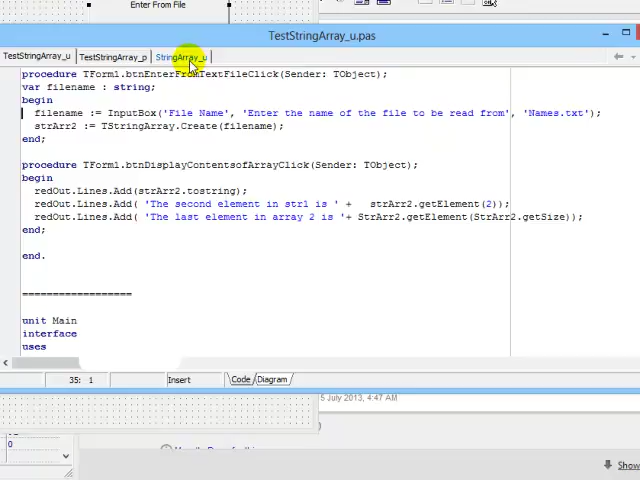 Enter From File
TestStringArray_u.pas
TestStringArray_u TestStringArray_p StringArray_u
procedure TForm1.btnEnterFromTextFileClick(Sender: TObject);
var filename : string;
begin
filename := InputBox('File Name', 'Enter the name of the file to be read from', 'Names.txt');
strArr2 := TStringArray.Create(filename);
end;
procedure TForm1.btnDisplayContentsofArrayClick(Sender: TObject);
begin
redOut.Lines.Add(strArr2.tostring);
redOut.Lines.Add( 'The second element in str1 is ' + strArr2.getElement(2));
redOut.Lines.Add( 'The last element in array 2 is '+ StrArr2.getElement(StrArr2.getSize));
end;
end.
=================
unit Main
interface
uses
35: 1 Insert Code Diagram
5 July 2013, 4:47 AM
0
Show